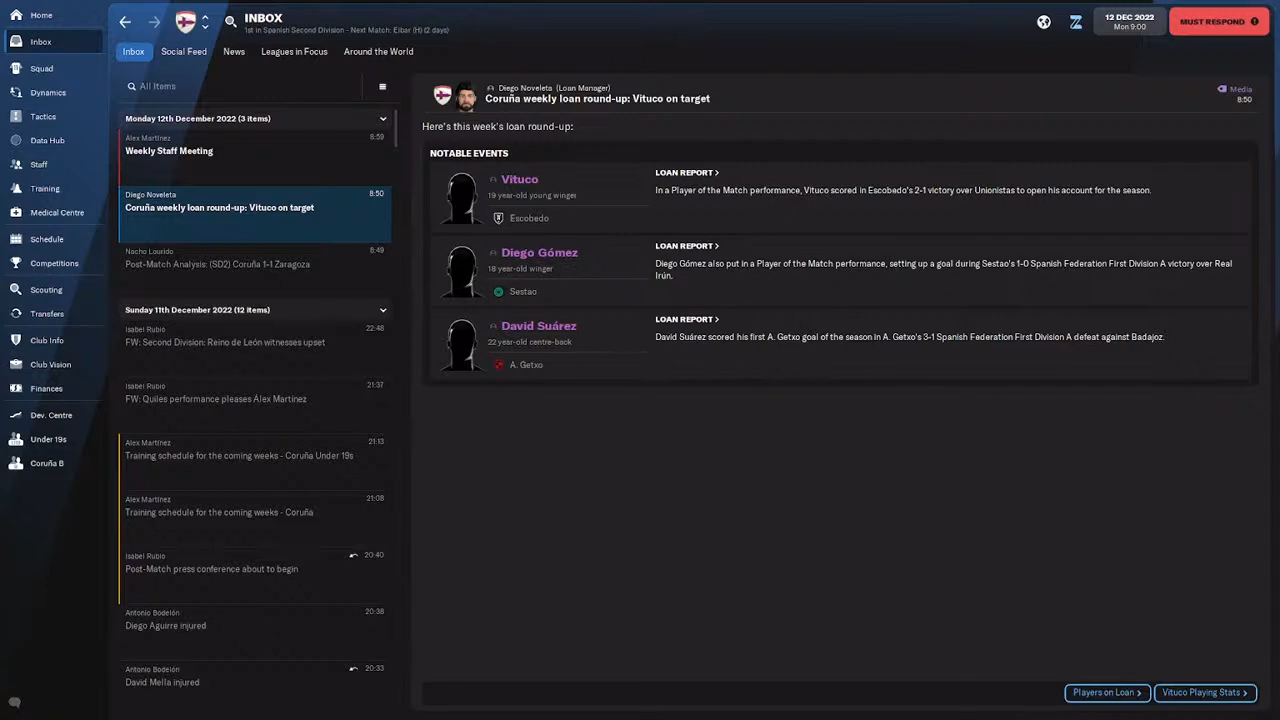 Home
Inbox
Squad
Dynamics
Tactics
Data Hub
Staff
Training
Medical Centre
Schedule
Competitions
Scouting
Transfers
Club Info
Club Vision
Finances
Dev. Centre
Under 19s
Coruña B
INBOX
1st in Spanish Second Division - Next Match: Eibar (H) (2 days)
12 DEC 2022
Mon 9:00
MUST RESPOND
Inbox
Social Feed
News
Leagues in Focus
Around the World
All Items
Monday 12th December 2022 (3 items)
Álex Martínez
8:59
Weekly Staff Meeting
Diego Noveleta
8:50
Coruña weekly loan round-up: Vituco on target
Nacho Lourido
8:49
Post-Match Analysis: (SD2) Coruña 1-1 Zaragoza
Sunday 11th December 2022 (12 items)
Isabel Rubio
22:48
FW: Second Division: Reino de León witnesses upset
Isabel Rubio
21:37
FW: Quiles performance pleases Álex Martínez
Álex Martínez
21:13
Training schedule for the coming weeks - Coruña Under 19s
Álex Martínez
21:08
Training schedule for the coming weeks - Coruña
Isabel Rubio
20:40
Post-Match press conference about to begin
Antonio Bodelón
20:38
Diego Aguirre injured
Antonio Bodelón
20:33
David Mella injured
Diego Noveleta (Loan Manager)
Coruña weekly loan round-up: Vituco on target
Media
8:50
Here's this week's loan round-up:
NOTABLE EVENTS
Vituco
19 year-old young winger
Escobedo
LOAN REPORT
In a Player of the Match performance, Vituco scored in Escobedo's 2-1 victory over Unionistas to open his account for the season.
Diego Gómez
18 year-old winger
Sestao
LOAN REPORT
Diego Gómez also put in a Player of the Match performance, setting up a goal during Sestao's 1-0 Spanish Federation First Division A victory over Real
Irún.
David Suárez
22 year-old centre-back
A. Getxo
LOAN REPORT
David Suárez scored his first A. Getxo goal of the season in A. Getxo's 3-1 Spanish Federation First Division A defeat against Badajoz.
Players on Loan
Vituco Playing Stats